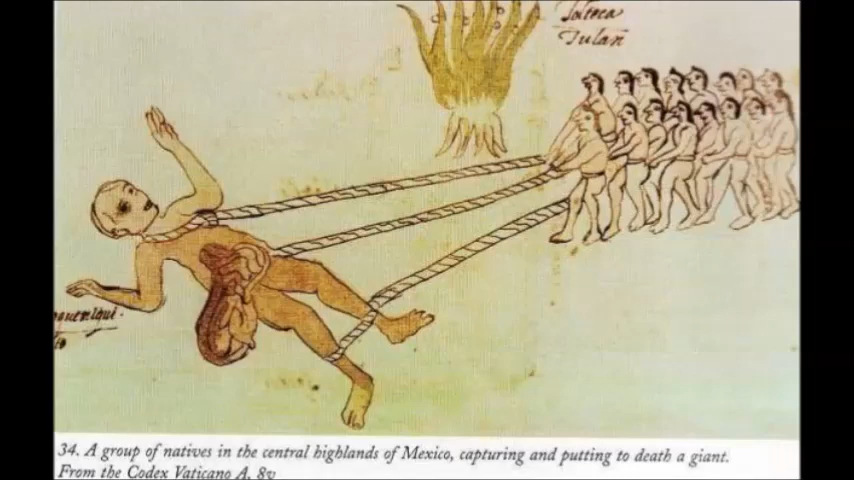 Tolteca
Tulan
34. A group of natives in the central highlands of Mexico, capturing and putting to death a giant.
From the Codex Vaticano A, 8v